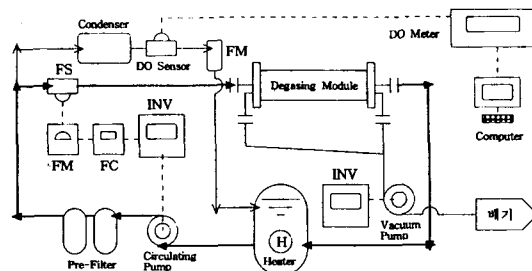 Condenser
DO Sensor
FM
DO Meter
FS
Degasing Module
INV
Computer
FM
FC
INV
배기
H
Vacuum
Pump
Pre-Filter
Circulating
Pump
Heater